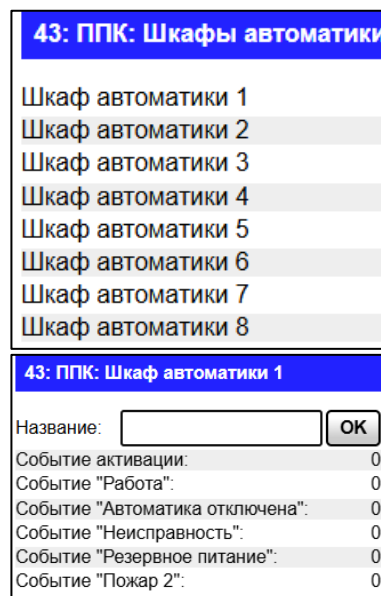 43: ППК: Шкафы автоматики
Шкаф автоматики 1
Шкаф автоматики 2
Шкаф автоматики 3
Шкаф автоматики 4
Шкаф автоматики 5
Шкаф автоматики 6
Шкаф автоматики 7
Шкаф автоматики 8
43: ППК: Шкаф автоматики 1
Название: OK
Событие активации: 0
Событие "Работа": 0
Событие "Автоматика отключена": 0
Событие "Неисправность": 0
Событие "Резервное питание": 0
Событие "Пожар 2": 0